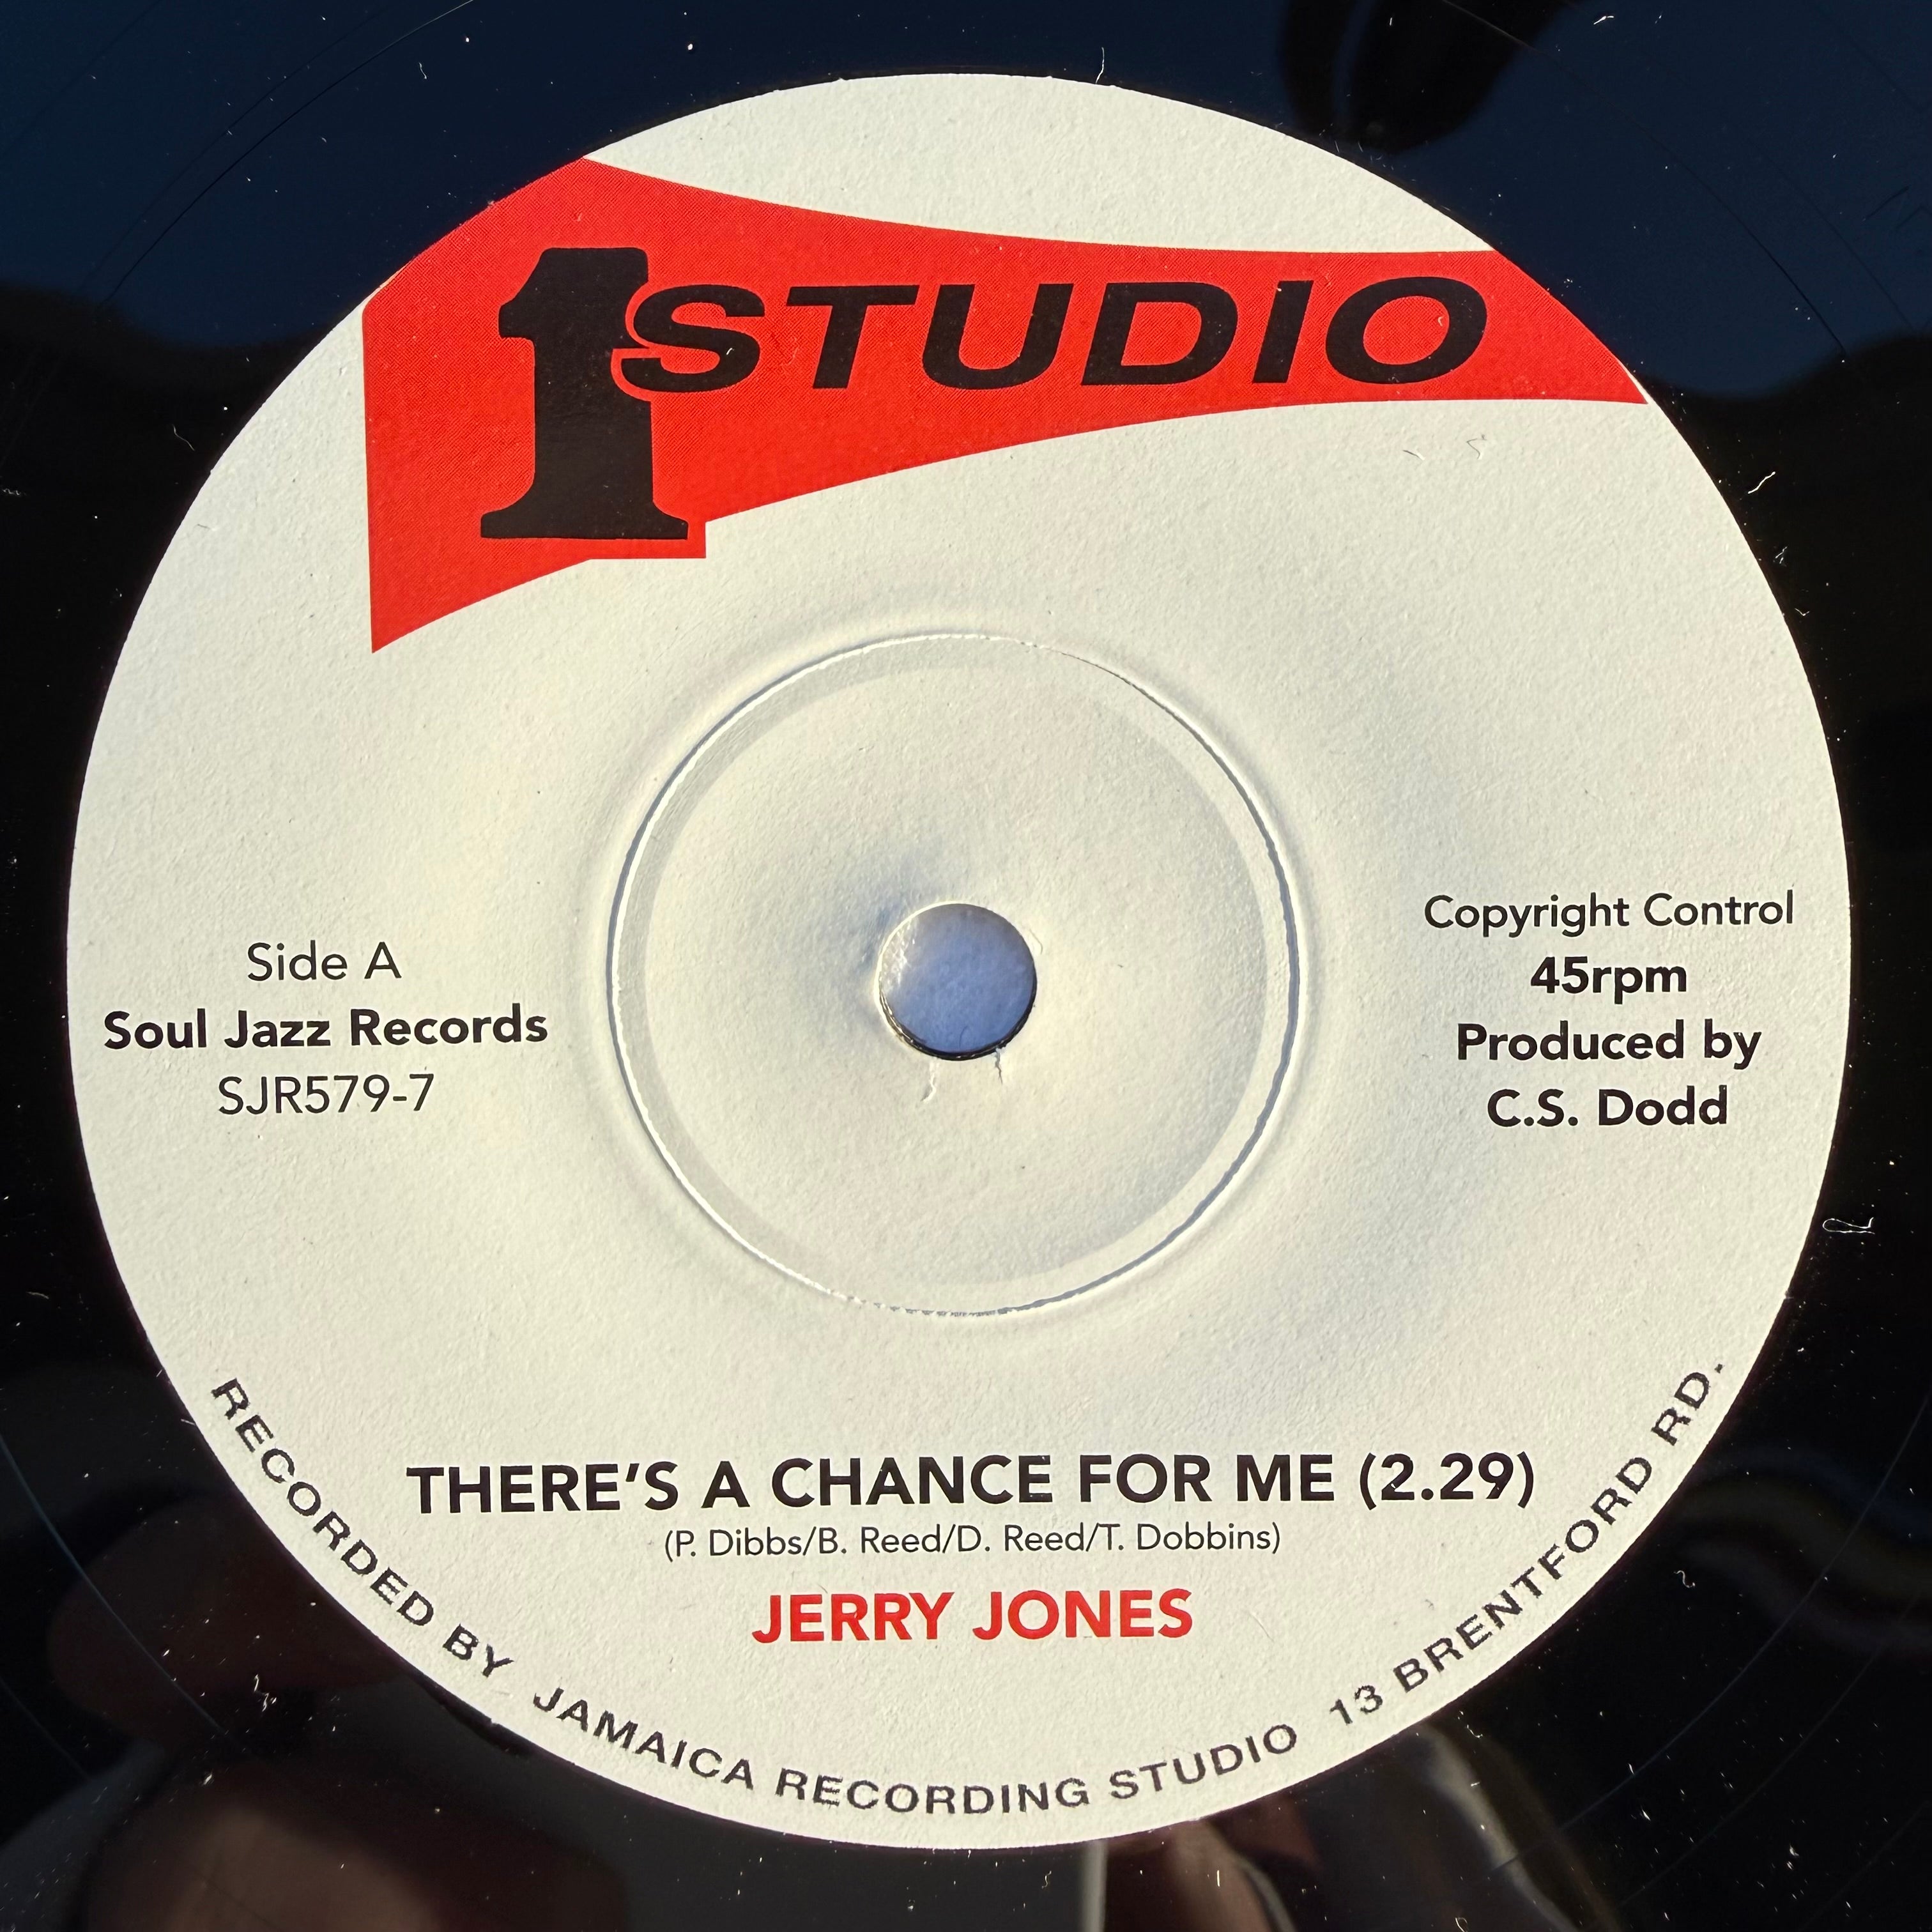 1 STUDIO
Side A
Soul Jazz Records
SJR579-7
Copyright Control
45rpm
Produced by
C.S. Dodd
THERE'S A CHANCE FOR ME (2.29)
(P. Dibbs/B. Reed/D. Reed/T. Dobbins)
JERRY JONES
RECORDED BY JAMAICA RECORDING STUDIO 13 BRENTFORD RD.